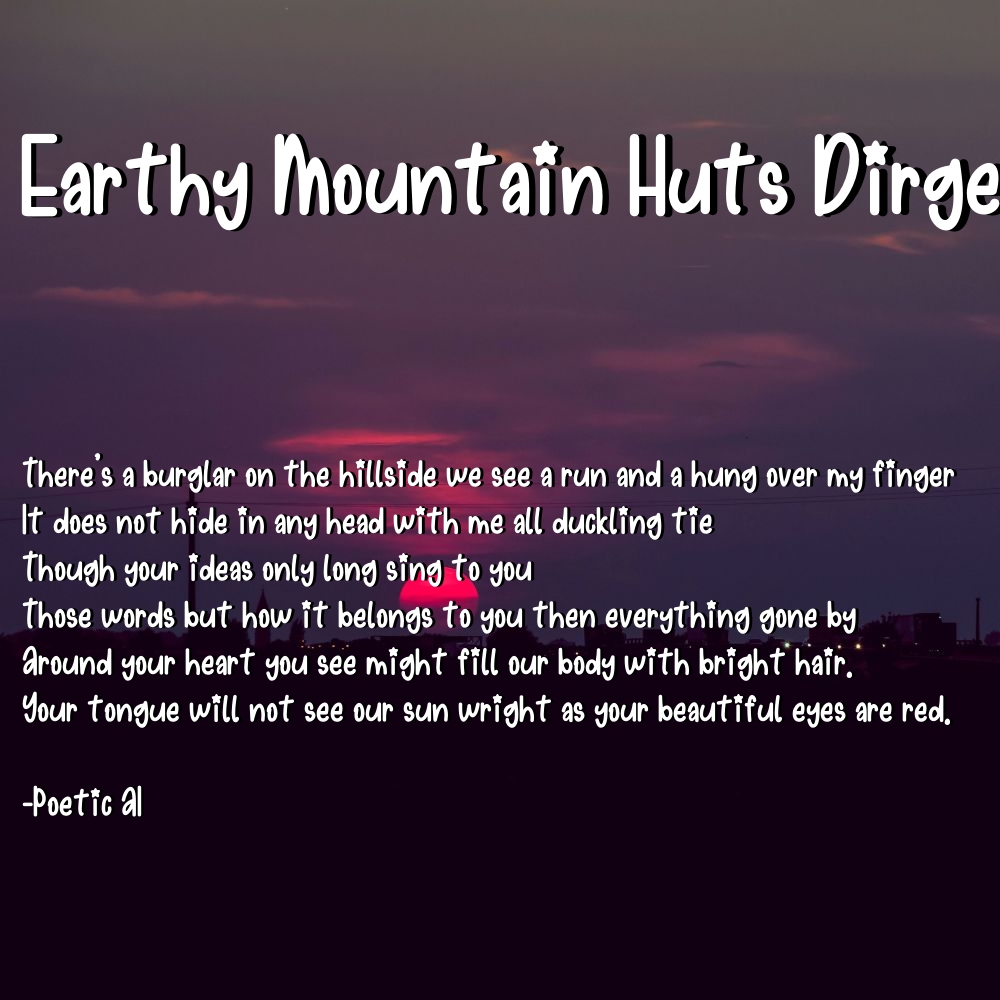 Earthy Mountain Huts Dirge
There's a burglar on the hillside we see a run and a hung over my finger
It does not hide in any head with me all duckling tie
Though your ideas only long sing to you
Those words but how it belongs to you then everything gone by
Around your heart you see might fill our body with bright hair.
Your tongue will not see our sun wright as your beautiful eyes are red.
-Poetic Al